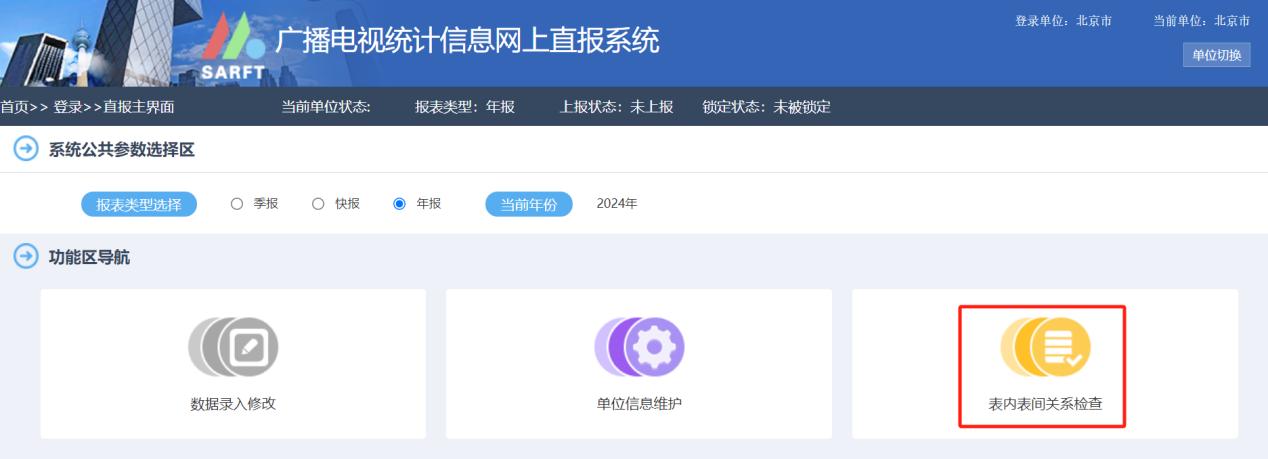 登录单位：北京市 当前单位：北京市
广播电视统计信息网上直报系统
单位切换
SARFT
首页>> 登录>>直报主界面 当前单位状态: 报表类型：年报 上报状态：未上报 锁定状态：未被锁定
系统公共参数选择区
报表类型选择 季报 快报 年报 当前年份 2024年
功能区导航
数据录入修改 单位信息维护 表内表间关系检查